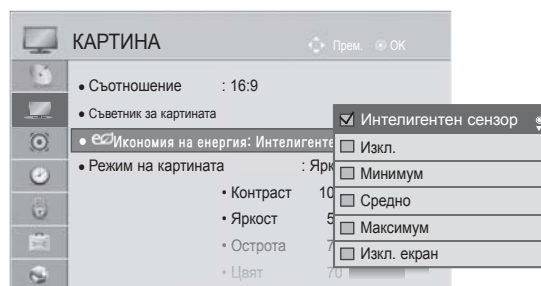 КАРТИНА
Прем. OK
• Съотношение : 16:9
• Съветник за картината
• Икономия на енергия: Интелигенте
• Режим на картината : Ярк
• Контраст 10
• Яркост 5
• Острота 7
• Цвят 70
Интелигентен сензор
Изкл.
Минимум
Средно
Максимум
Изкл. екран